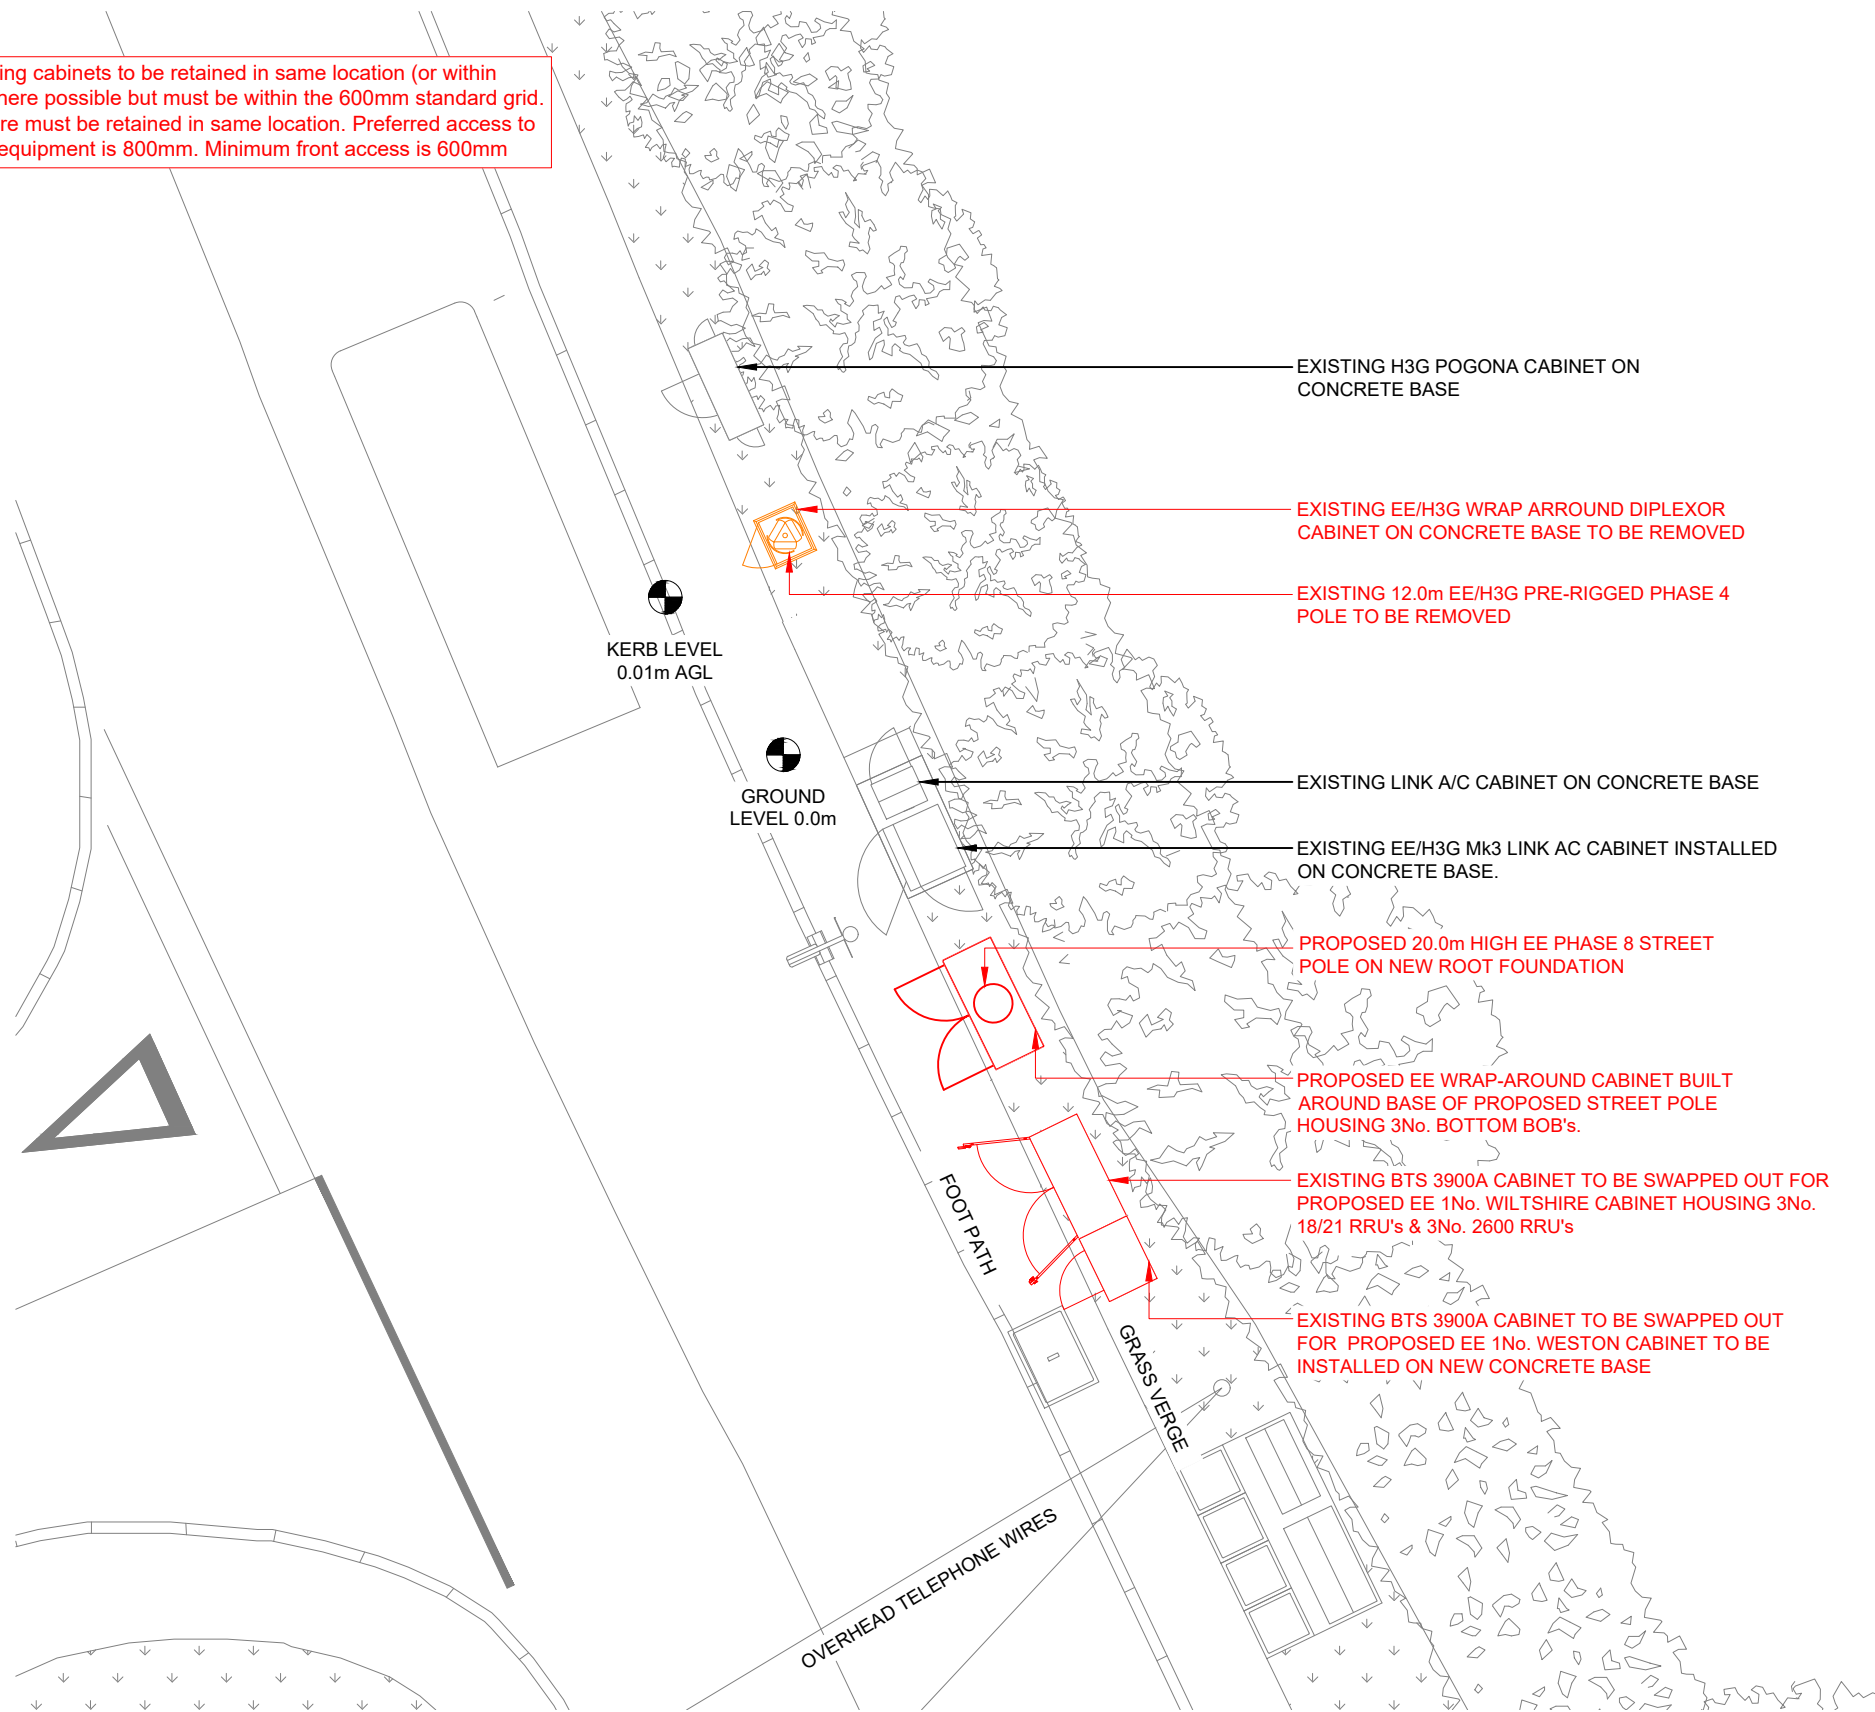 ing cabinets to be retained in same location (or within
here possible but must be within the 600mm standard grid.
re must be retained in same location. Preferred access to
equipment is 800mm. Minimum front access is 600mm
EXISTING H3G POGONA CABINET ON
CONCRETE BASE
EXISTING EE/H3G WRAP ARROUND DIPLEXOR
CABINET ON CONCRETE BASE TO BE REMOVED
EXISTING 12.0m EE/H3G PRE-RIGGED PHASE 4
POLE TO BE REMOVED
KERB LEVEL
0.01m AGL
GROUND
LEVEL 0.0m
EXISTING LINK A/C CABINET ON CONCRETE BASE
EXISTING EE/H3G Mk3 LINK AC CABINET INSTALLED
ON CONCRETE BASE.
PROPOSED 20.0m HIGH EE PHASE 8 STREET
POLE ON NEW ROOT FOUNDATION
PROPOSED EE WRAP-AROUND CABINET BUILT
AROUND BASE OF PROPOSED STREET POLE
HOUSING 3No. BOTTOM BOB's.
EXISTING BTS 3900A CABINET TO BE SWAPPED OUT FOR
PROPOSED EE 1No. WILTSHIRE CABINET HOUSING 3No.
18/21 RRU's & 3No. 2600 RRU's
EXISTING BTS 3900A CABINET TO BE SWAPPED OUT
FOR  PROPOSED EE 1No. WESTON CABINET TO BE
INSTALLED ON NEW CONCRETE BASE
FOOT PATH
GRASS VERGE
OVERHEAD TELEPHONE WIRES